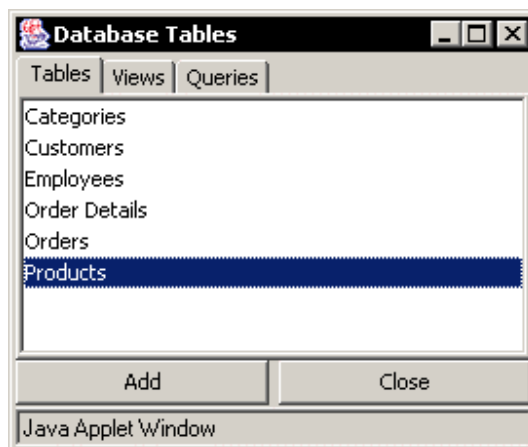 Database Tables
Tables Views Queries
Categories
Customers
Employees
Order Details
Orders
Products
Add Close
Java Applet Window